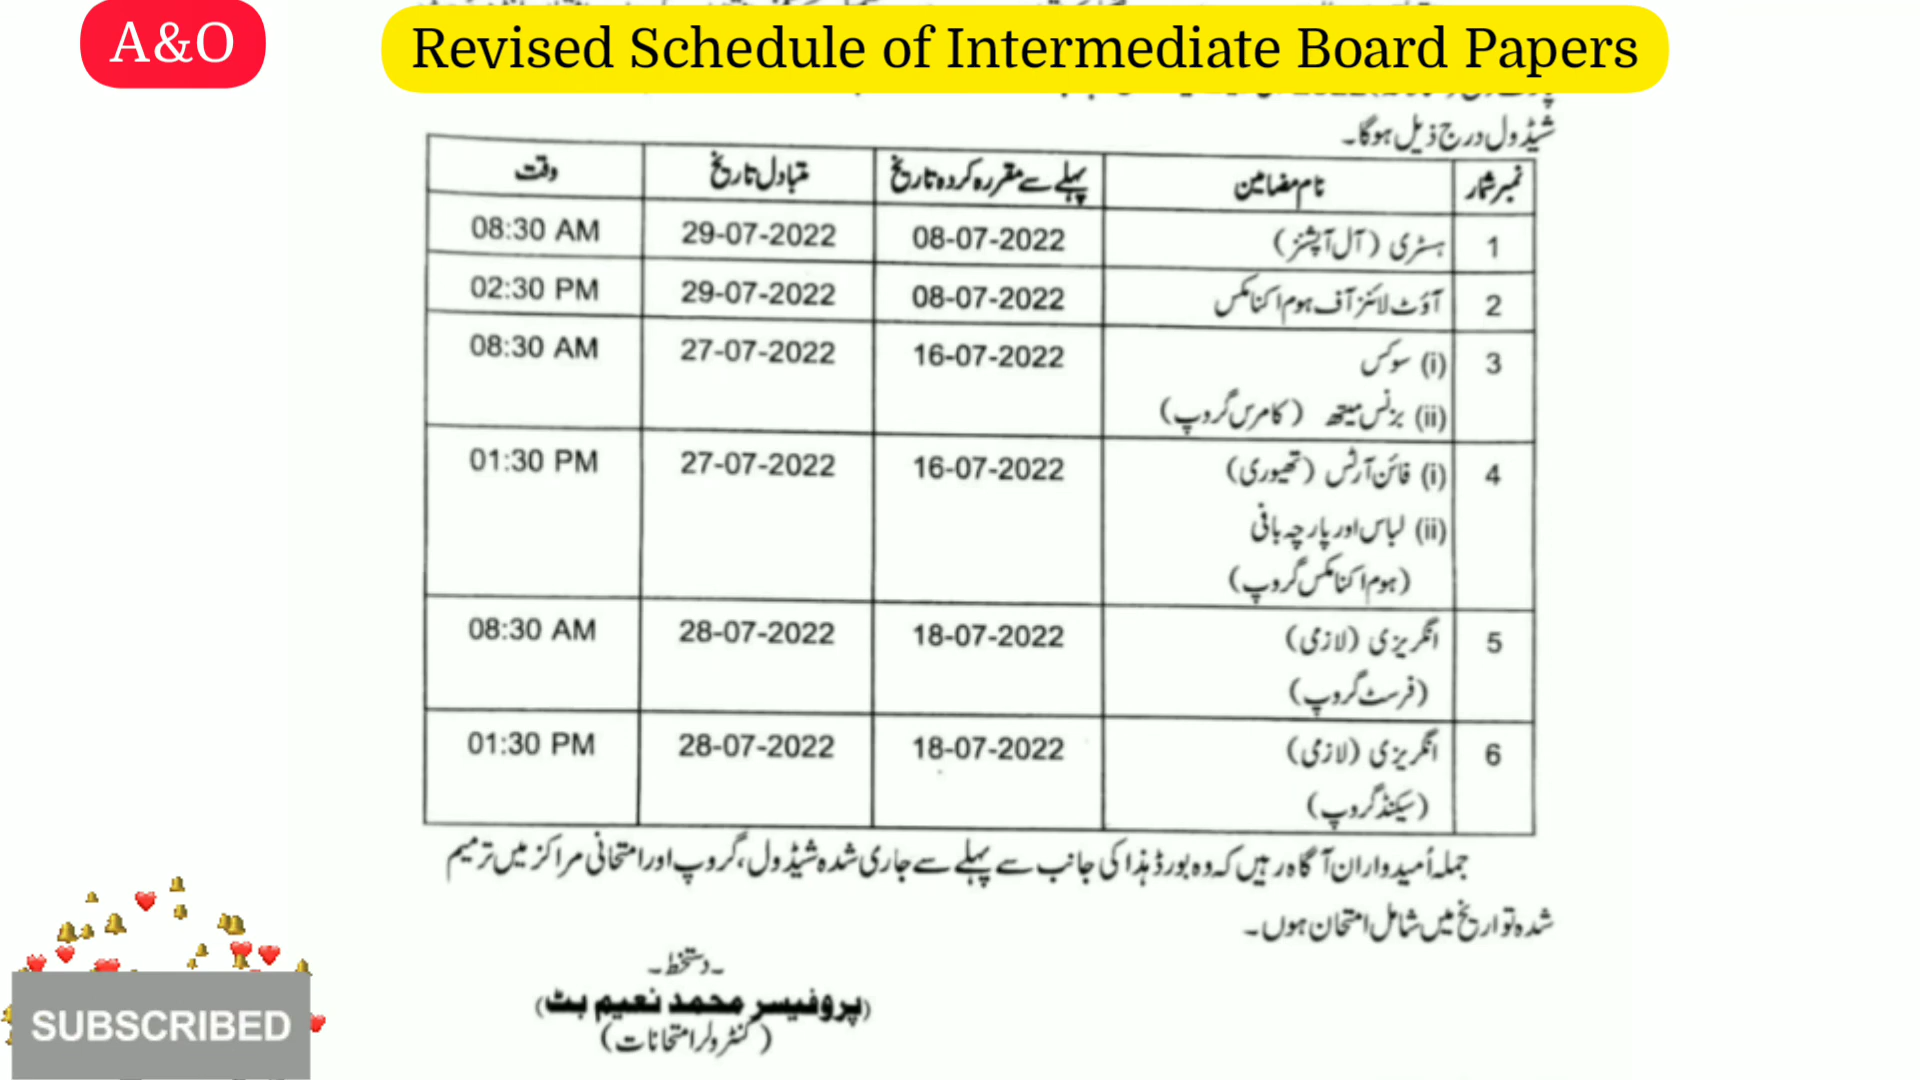 A&O
Revised Schedule of Intermediate Board Papers
شیڈول درج ذیل ہوگا۔
نمبر شمار نام مضامین پہلے سے مقررہ کردہ تاریخ متبادل تاریخ وقت
1 ہسٹری (آل آپشنز) 08-07-2022 29-07-2022 08:30 AM
2 آؤٹ لائنز آف ہوم اکنامکس 08-07-2022 29-07-2022 02:30 PM
3 (i) سوکس 16-07-2022 27-07-2022 08:30 AM
(ii) بزنس میتھ (کامرس گروپ)
4 (i) فائن آرٹس (تھیوری) 16-07-2022 27-07-2022 01:30 PM
(ii) لباس اور پارچہ بافی
(ہوم اکنامکس گروپ)
5 انگریزی (لازمی) 18-07-2022 28-07-2022 08:30 AM
(فرسٹ گروپ)
6 انگریزی (لازمی) 18-07-2022 28-07-2022 01:30 PM
(سیکنڈ گروپ)
جملہ اُمیدواران آگاہ رہیں کہ وہ بورڈ ہذا کی جانب سے پہلے سے جاری شدہ شیڈول، گروپ اور امتحانی مراکز میں ترمیم
شدہ تواریخ میں شامل امتحان ہوں۔
۔دستخط۔
(پروفیسر محمد نعیم بٹ)
(کنٹرولر امتحانات)
SUBSCRIBED